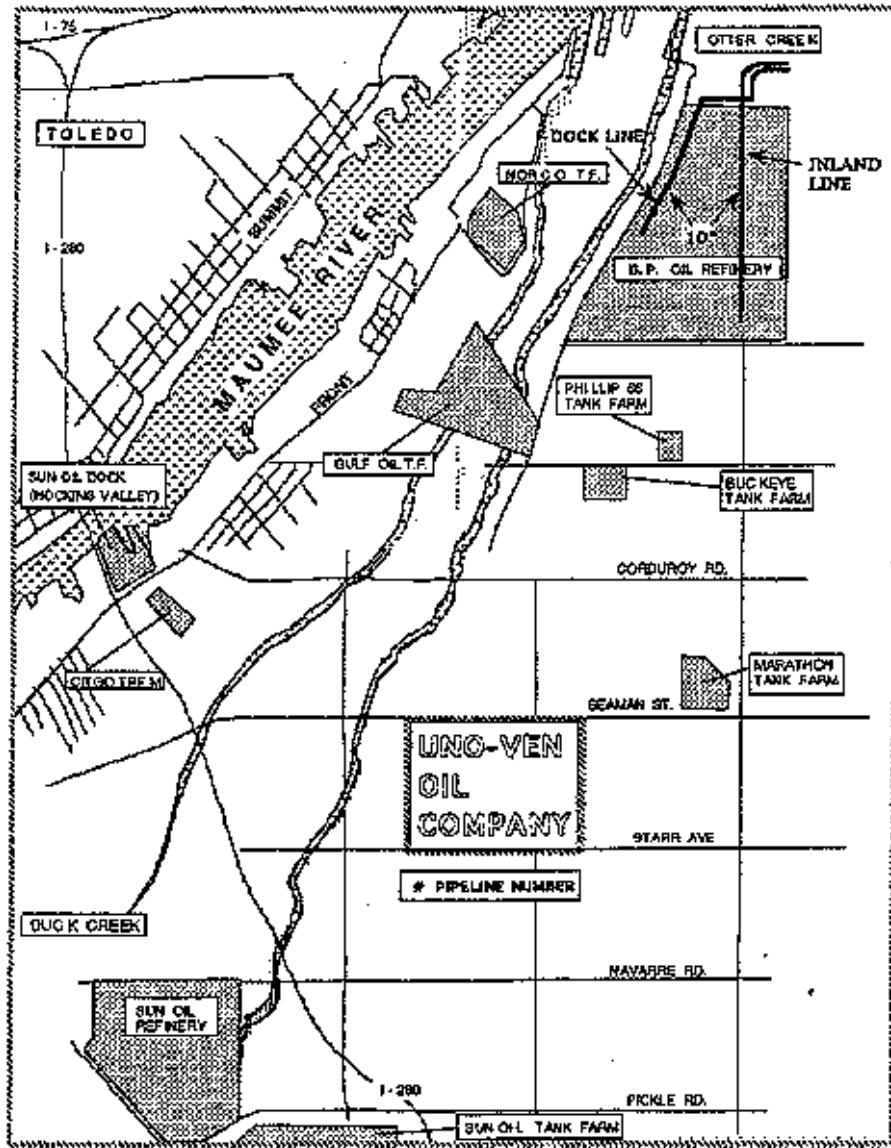 I-75
OTTER CREEK
TOLEDO
DOCK LINE
NORCO T.F.
INLAND
LINE
SUMMIT
I-280
10"
B.P. OIL REFINERY
MAUMEE RIVER
FRONT
PHILLIP 66
TANK FARM
GULF OIL T.F.
SUN OIL DOCK
(HOCKING VALLEY)
BUCKEYE
TANK FARM
CORDUROY RD.
CITGO TERM
MARATHON
TANK FARM
SEAMAN ST.
UNO-VEN
OIL
COMPANY
STARR AVE
# PIPELINE NUMBER
DUCK CREEK
NAVARRE RD.
SUN OIL
REFINERY
I-280
PICKLE RD.
SUN OIL TANK FARM